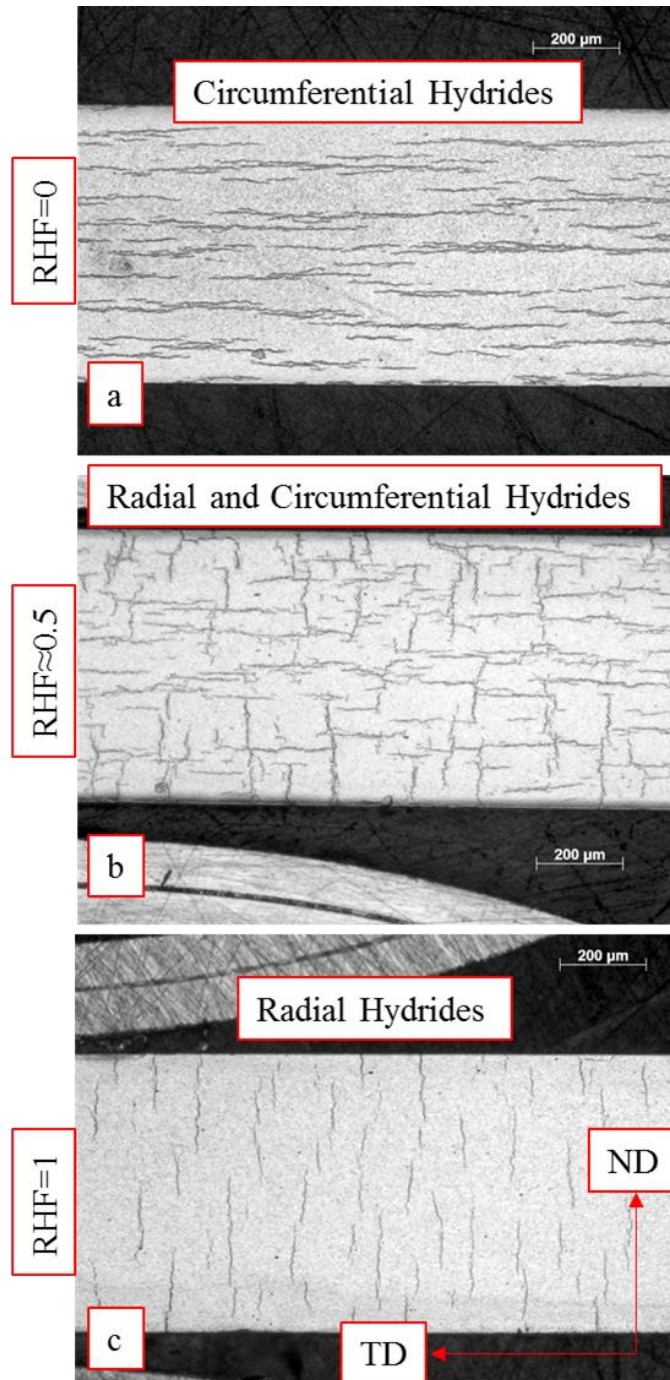 200 µm
Circumferential Hydrides
RHF=0
a
Radial and Circumferential Hydrides
RHF≈0.5
b
200 µm
200 µm
Radial Hydrides
RHF=1
ND
c
TD